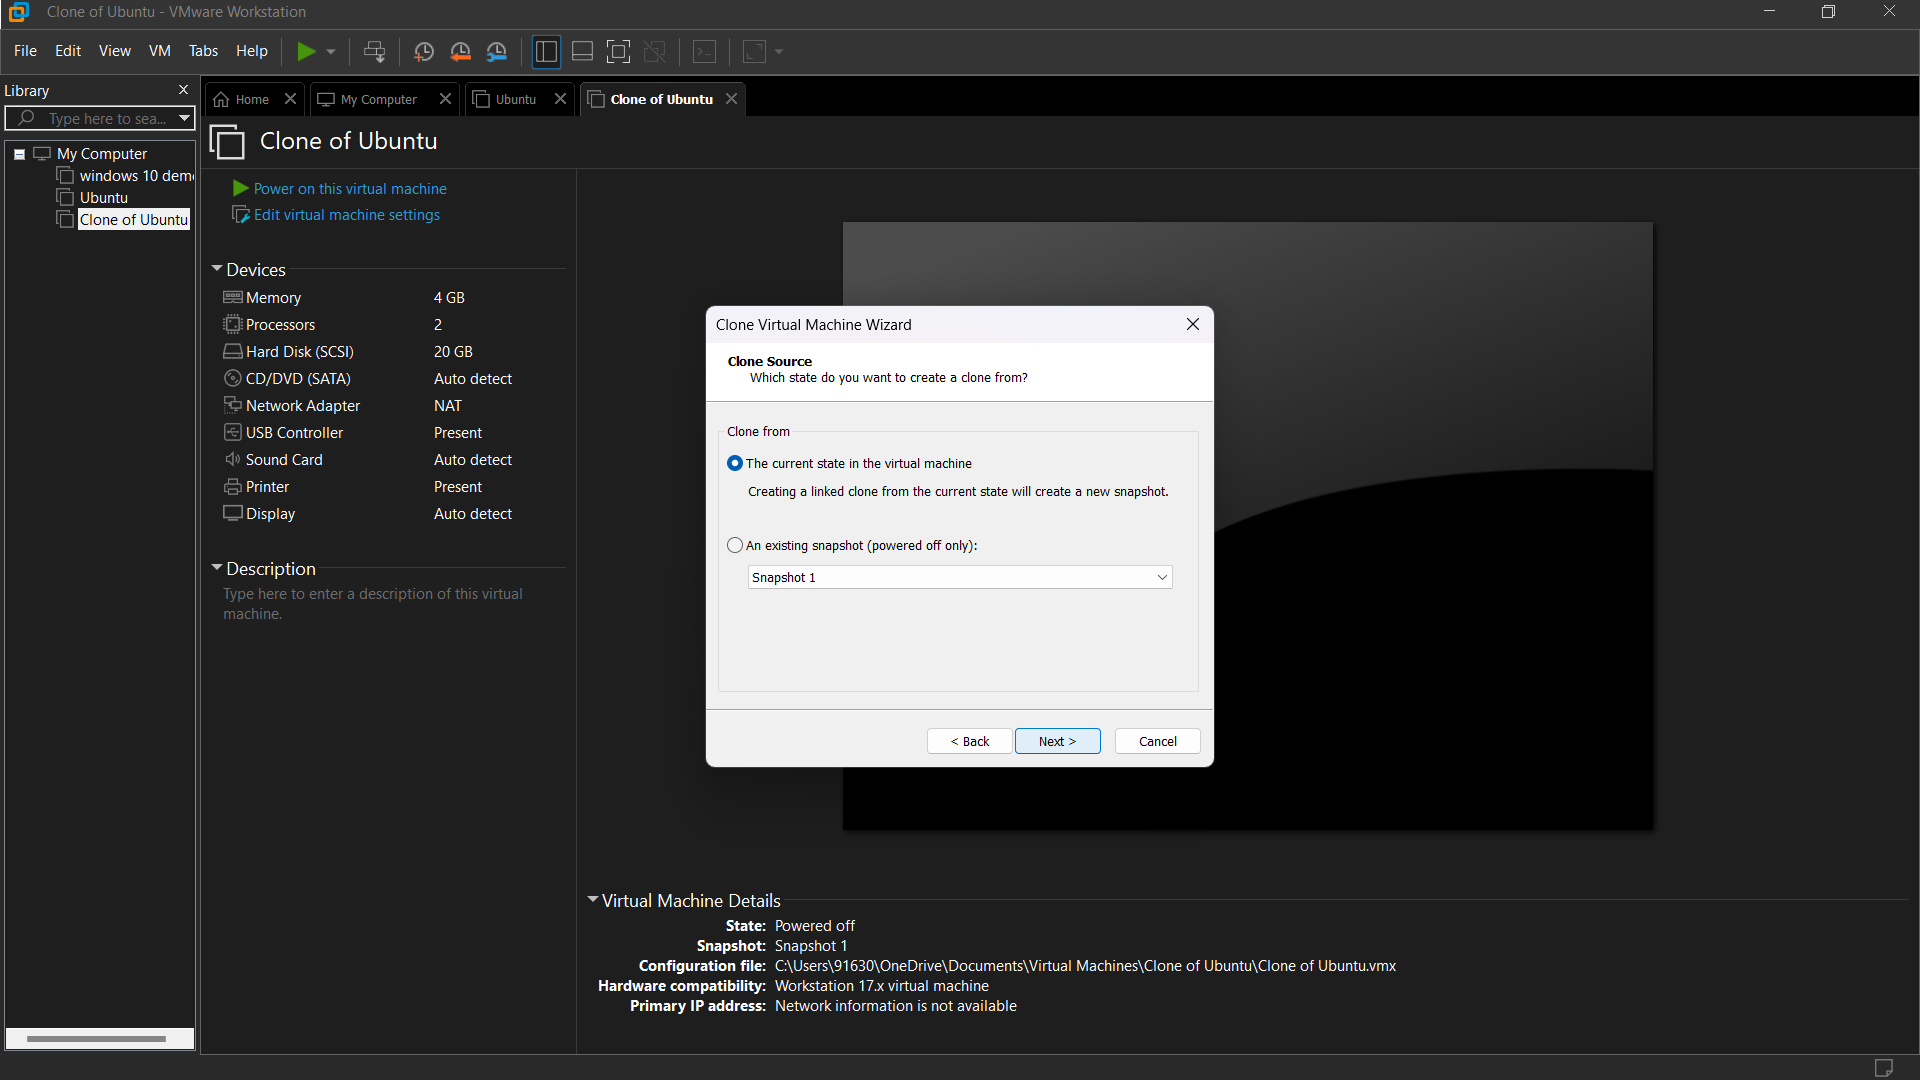 Clone of Ubuntu - VMware Workstation
File Edit View VM Tabs Help
Library
Type here to sea...
My Computer
windows 10 dem
Ubuntu
Clone of Ubuntu
Home My Computer Ubuntu Clone of Ubuntu
Clone of Ubuntu
Power on this virtual machine
Edit virtual machine settings
Devices
Memory 4 GB
Processors 2
Hard Disk (SCSI) 20 GB
CD/DVD (SATA) Auto detect
Network Adapter NAT
USB Controller Present
Sound Card Auto detect
Printer Present
Display Auto detect
Description
Type here to enter a description of this virtual
machine.
Clone Virtual Machine Wizard
Clone Source
Which state do you want to create a clone from?
Clone from
The current state in the virtual machine
Creating a linked clone from the current state will create a new snapshot.
An existing snapshot (powered off only):
Snapshot 1
< Back Next > Cancel
Virtual Machine Details
State: Powered off
Snapshot: Snapshot 1
Configuration file: C:\Users\91630\OneDrive\Documents\Virtual Machines\Clone of Ubuntu\Clone of Ubuntu.vmx
Hardware compatibility: Workstation 17.x virtual machine
Primary IP address: Network information is not available